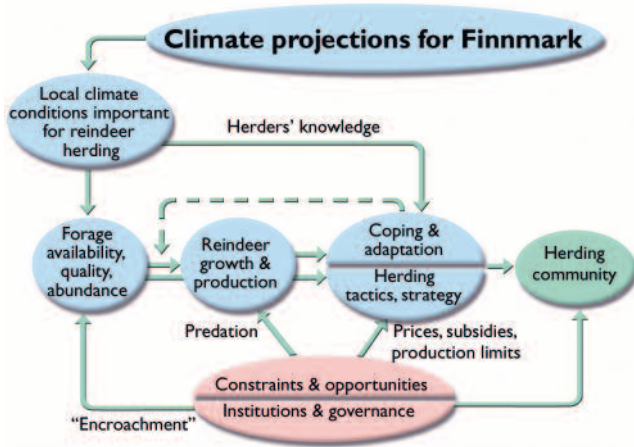 Climate projections for Finnmark
Local climate
conditions important
for reindeer
herding
Herders' knowledge
Forage
availability,
quality,
abundance
Reindeer
growth &
production
Coping &
adaptation
Herding
tactics, strategy
Herding
community
Predation
Prices, subsidies,
production limits
Constraints & opportunities
Institutions & governance
"Encroachment"